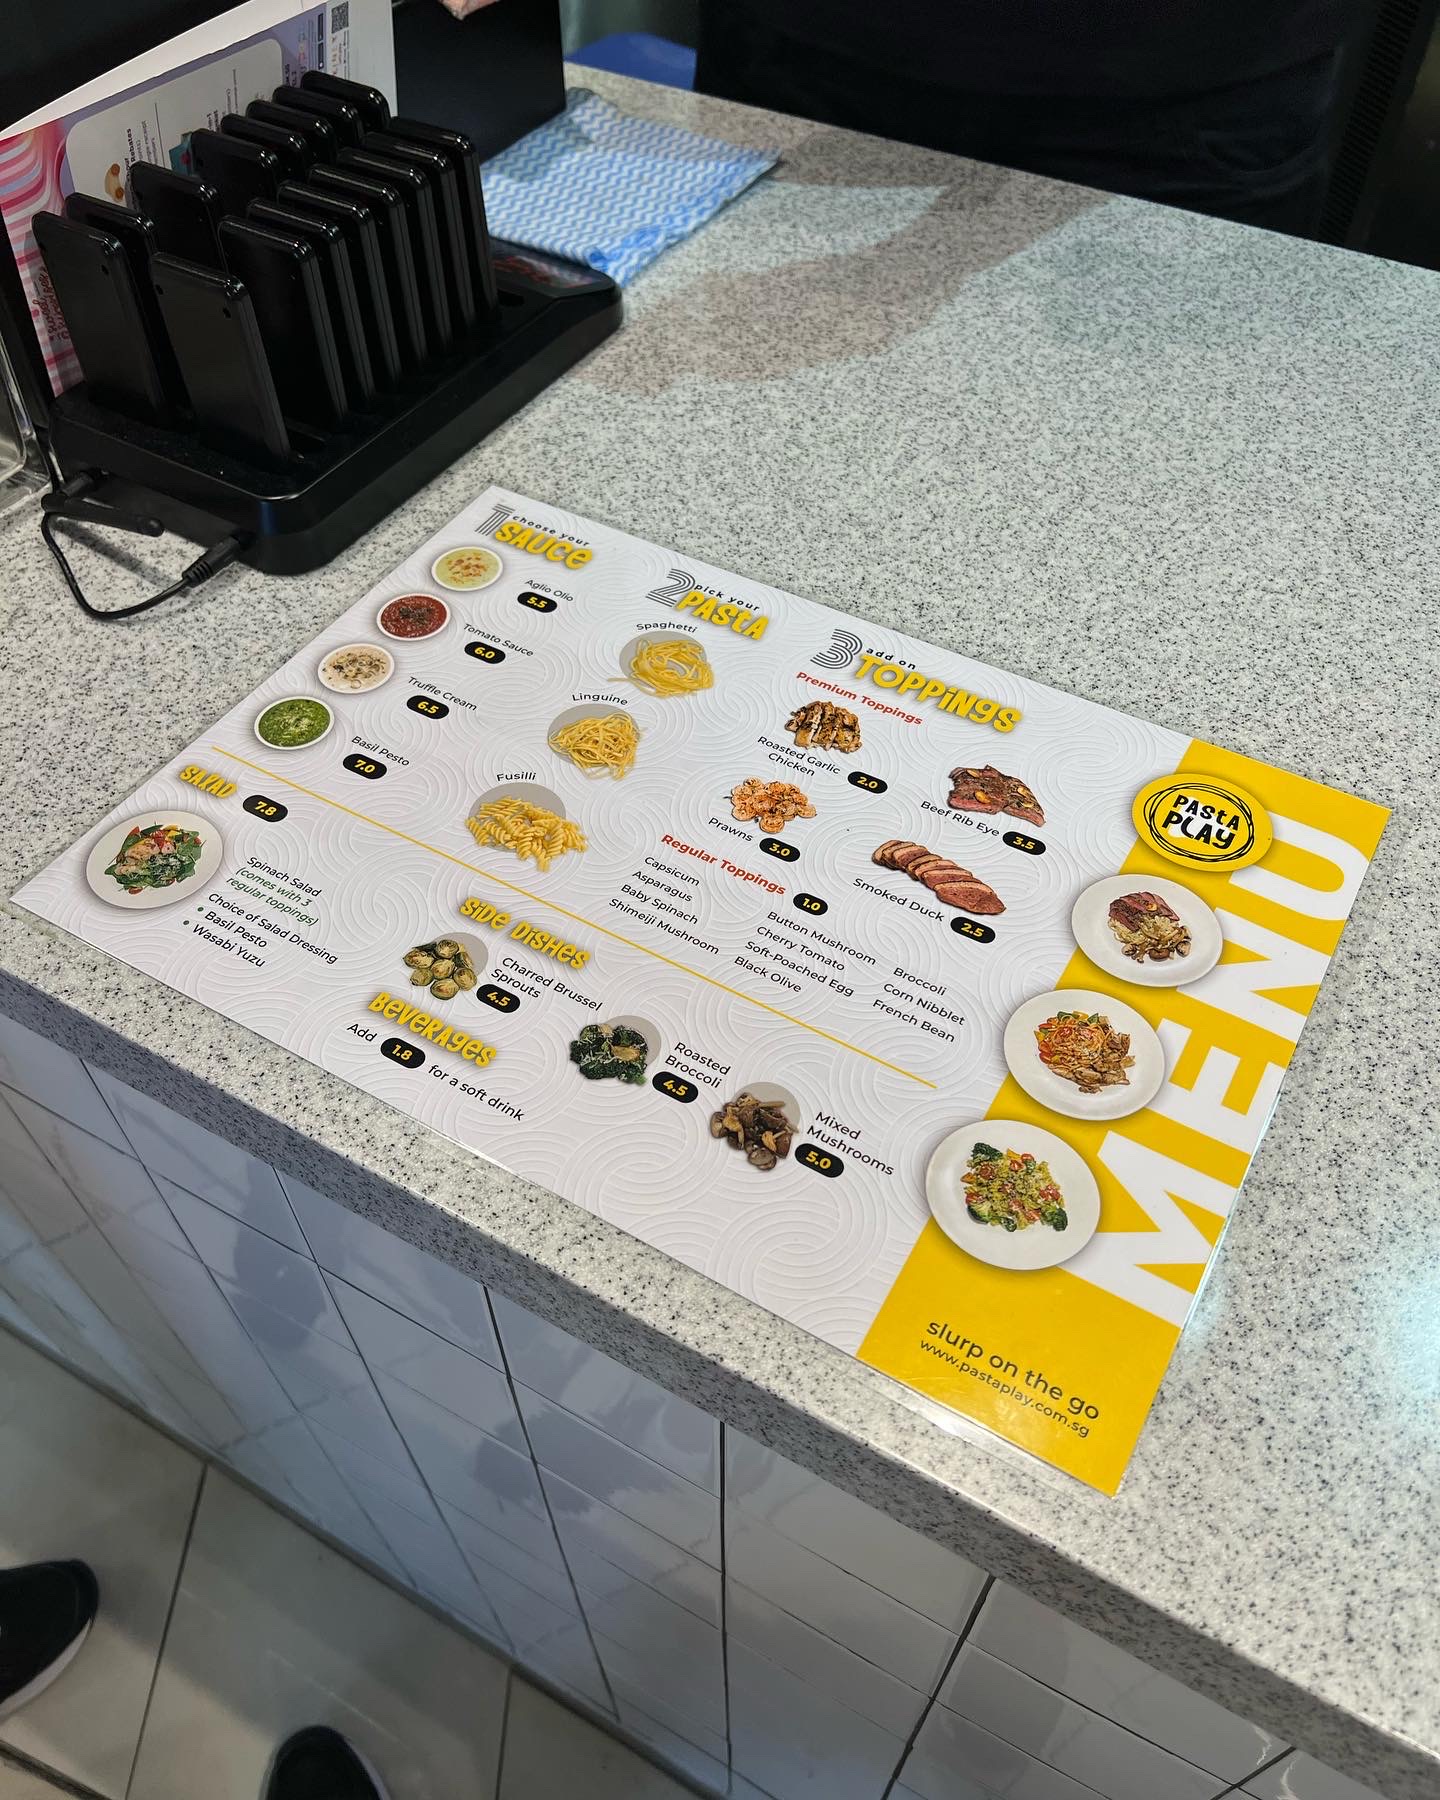 1 choose your
SAUCE
Aglio Olio
5.5
Tomato Sauce
6.0
Truffle Cream
6.5
Basil Pesto
7.0
2 pick your
PASTA
Spaghetti
Linguine
Fusilli
3 add on
TOPPINGS
Premium Toppings
Roasted Garlic
Chicken 2.0
Beef Rib Eye 3.5
Prawns 3.0
Smoked Duck 2.5
Regular Toppings 1.0
Capsicum
Asparagus
Baby Spinach
Shimeiji Mushroom
Button Mushroom
Cherry Tomato
Soft-Poached Egg
Black Olive
Broccoli
Corn Nibblet
French Bean
SALAD 7.8
Spinach Salad
(comes with 3
regular toppings)
Choice of Salad Dressing
• Basil Pesto
• Wasabi Yuzu
SIDE DISHES
Charred Brussel
Sprouts
4.5
Roasted
Broccoli
4.5
Mixed
Mushrooms
5.0
BEVERAGES
Add 1.8 for a soft drink
PASTA
PLAY
MENU
slurp on the go
www.pastaplay.com.sg
Rebates